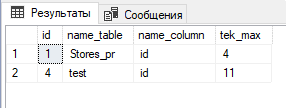 Результаты Сообщения
id name_table name_column tek_max
1 1 Stores_pr id 4
2 4 test id 11